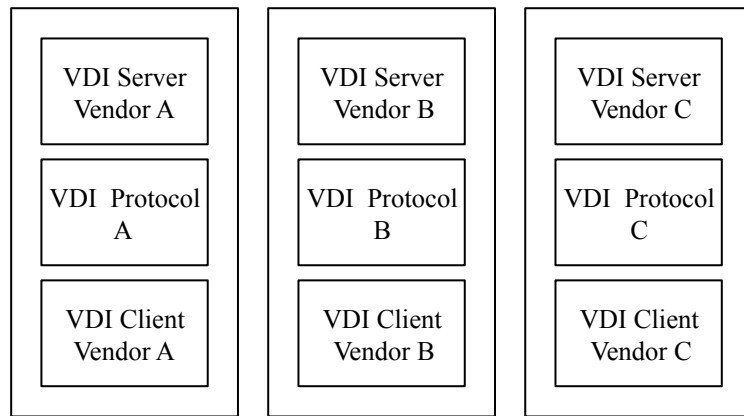 VDI Server
Vendor A
VDI Protocol
A
VDI Client
Vendor A
VDI Server
Vendor B
VDI Protocol
B
VDI Client
Vendor B
VDI Server
Vendor C
VDI Protocol
C
VDI Client
Vendor C